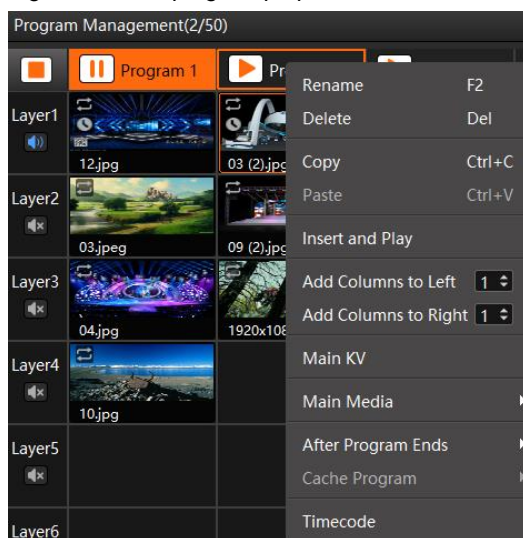 Program Management(2/50)
Program 1
Pr
Rename F2
Delete Del
Copy Ctrl+C
Paste Ctrl+V
Insert and Play
Add Columns to Left 1
Add Columns to Right 1
Main KV
Main Media
After Program Ends
Cache Program
Timecode
Layer1
12.jpg
03 (2).jpg
Layer2
03.jpeg
09 (2).jpg
Layer3
04.jpg
1920x108
Layer4
10.jpg
Layer5
Layer6